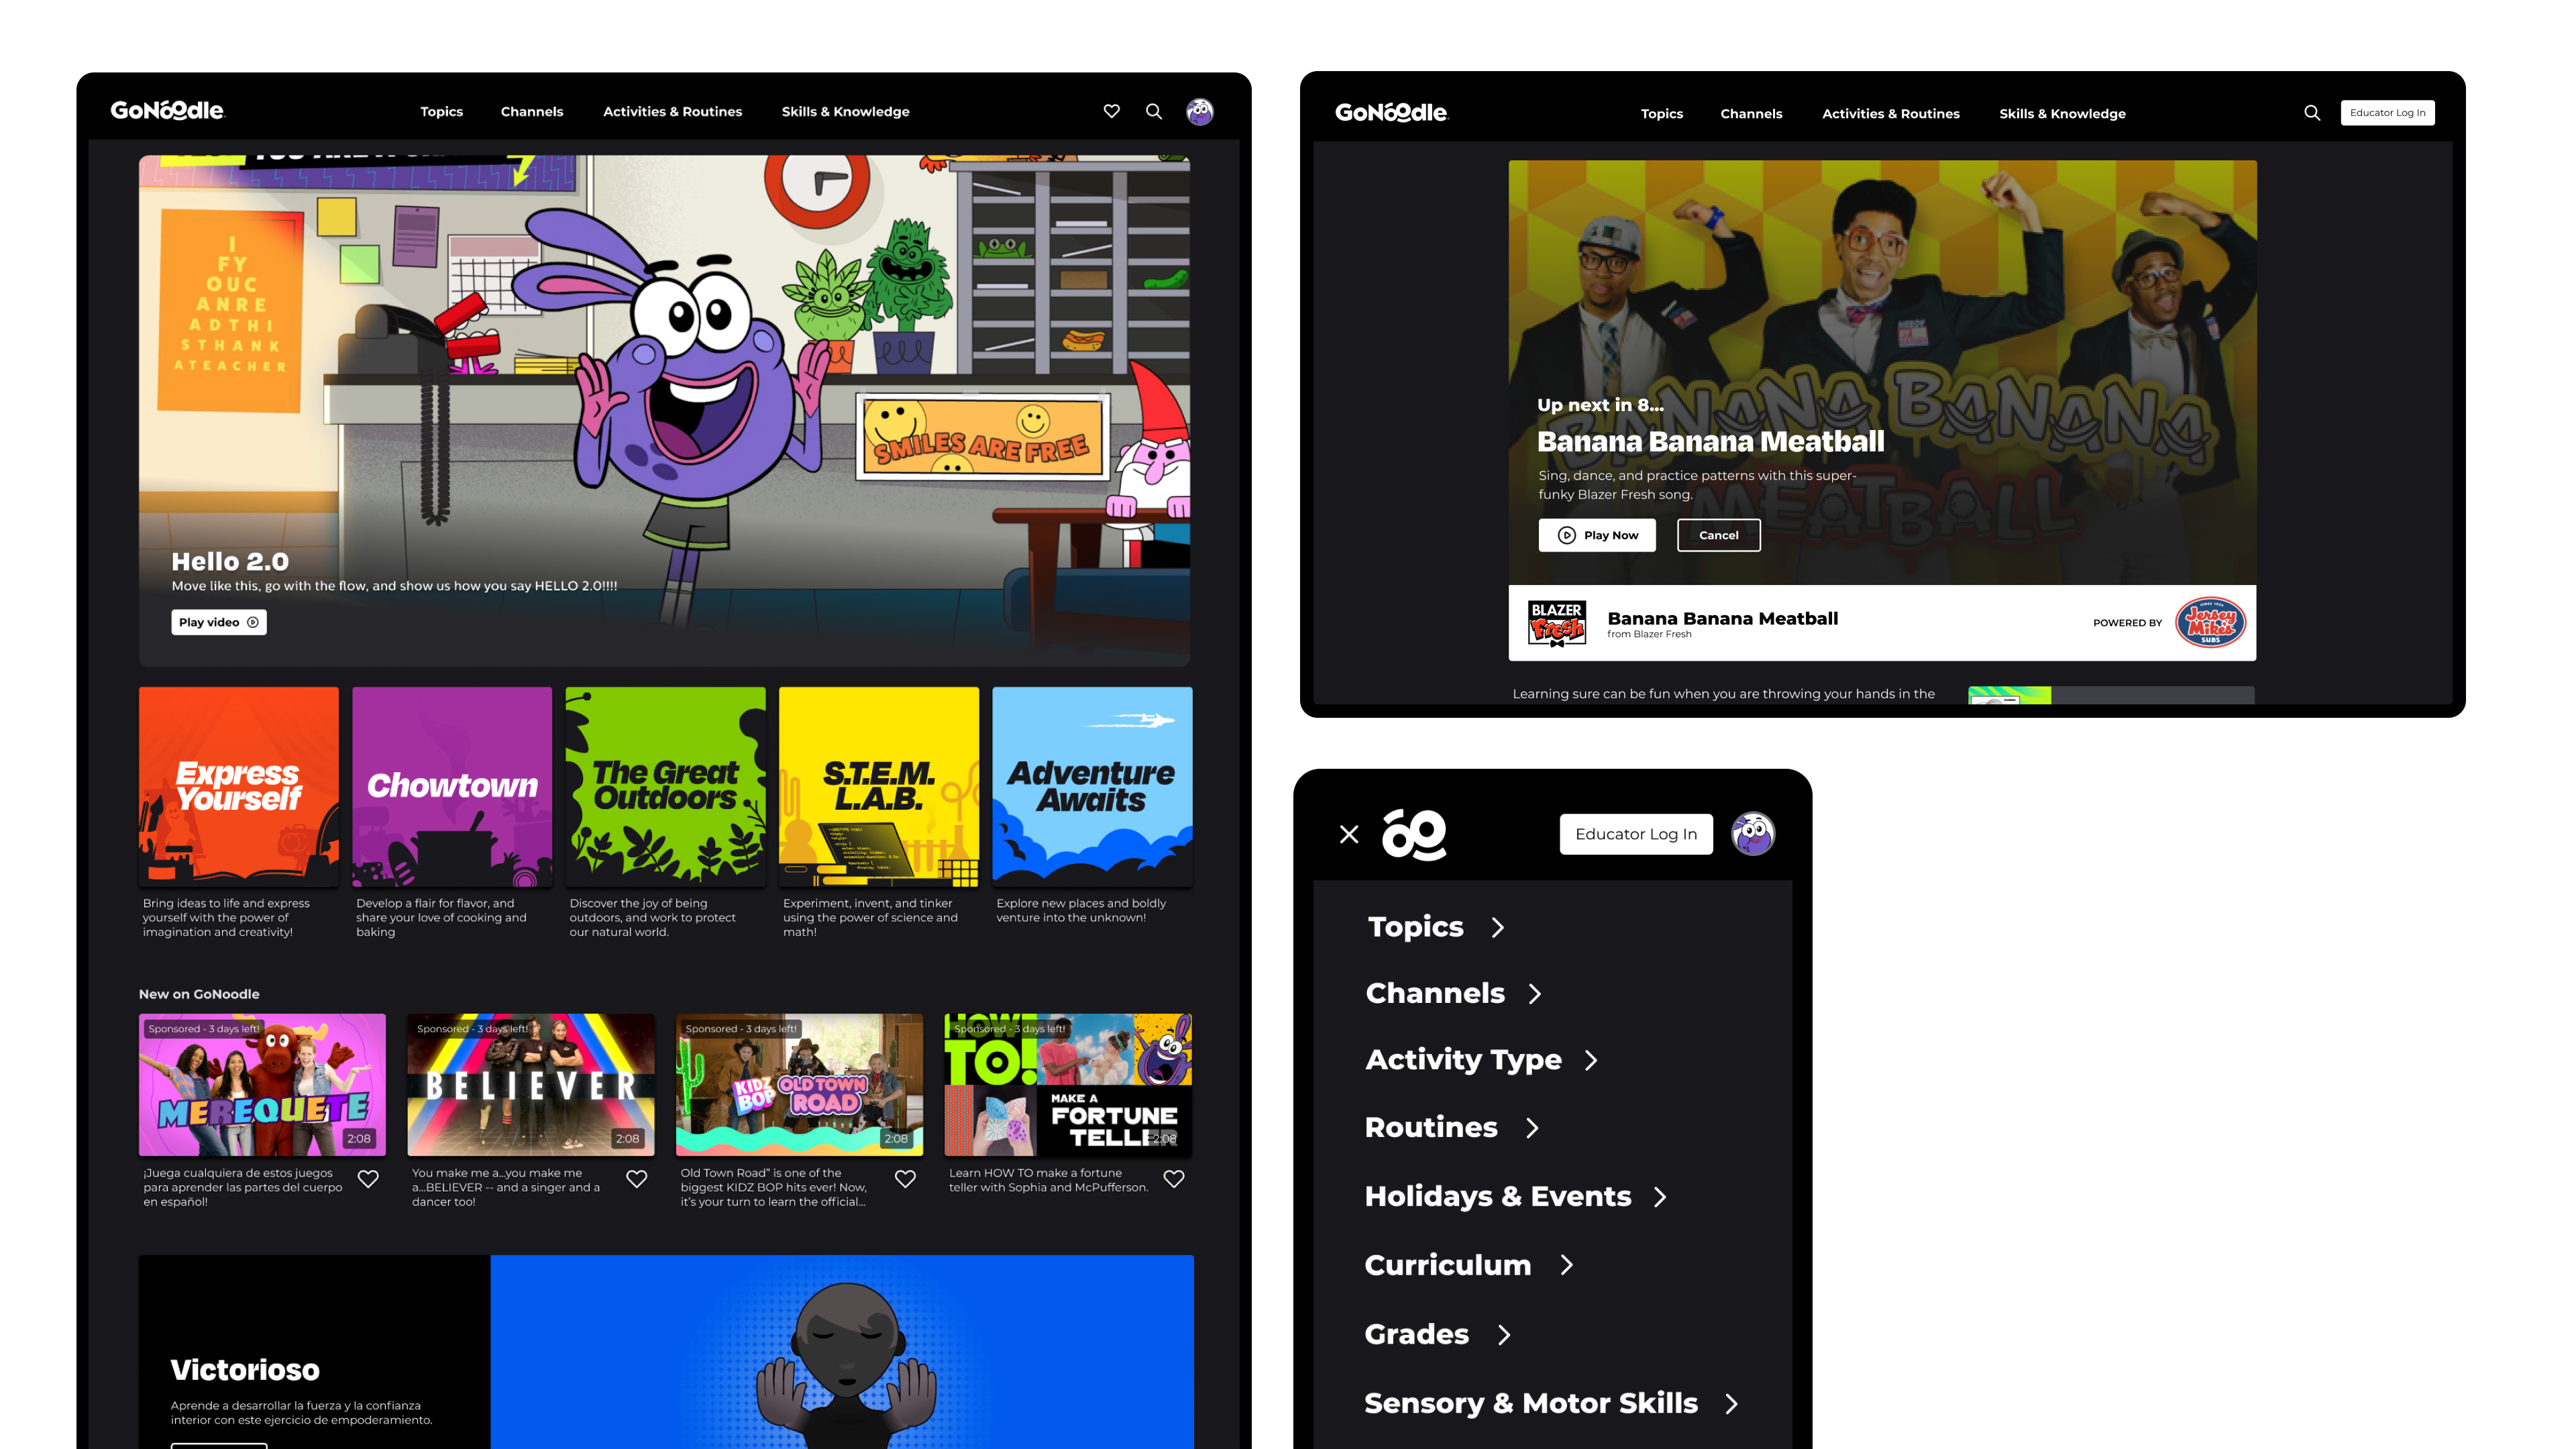 GoNoodle
Topics
Channels
Activities & Routines
Skills & Knowledge
I
FY
OUC
ANRE
ADTHI
STHANK
ATEACHER
SMILES ARE FREE
Hello 2.0
Move like this, go with the flow, and show us how you say HELLO 2.0!!!!
Play video
Express
Yourself
Chowtown
The Great
Outdoors
S.T.E.M.
L.A.B.
Adventure
Awaits
Bring ideas to life and express
yourself with the power of
imagination and creativity!
Develop a flair for flavor, and
share your love of cooking and
baking
Discover the joy of being
outdoors, and work to protect
our natural world.
Experiment, invent, and tinker
using the power of science and
math!
Explore new places and boldly
venture into the unknown!
New on GoNoodle
Sponsored - 3 days left!
MEREQUETE
2:08
Sponsored - 3 days left!
BELIEVER
2:08
Sponsored - 3 days left!
KIDZ
BOP
OLD TOWN
ROAD
2:08
Sponsored - 3 days left!
HOW
TO!
MAKE A
FORTUNE
TELLER
2:08
¡Juega cualquiera de estos juegos
para aprender las partes del cuerpo
en español!
You make me a...you make me
a...BELIEVER -- and a singer and a
dancer too!
Old Town Road" is one of the
biggest KIDZ BOP hits ever! Now,
it's your turn to learn the official...
Learn HOW TO make a fortune
teller with Sophia and McPufferson.
Victorioso
Aprende a desarrollar la fuerza y la confianza
interior con este ejercicio de empoderamiento.
GoNoodle
Topics
Channels
Activities & Routines
Skills & Knowledge
Educator Log In
BANANA BANANA
MEATBALL
Up next in 8...
Banana Banana Meatball
Sing, dance, and practice patterns with this super-
funky Blazer Fresh song.
Play Now
Cancel
BLAZER
Fresh
Banana Banana Meatball
from Blazer Fresh
POWERED BY
Jersey
Mike's
SUBS
Learning sure can be fun when you are throwing your hands in the
Educator Log In
Topics
Channels
Activity Type
Routines
Holidays & Events
Curriculum
Grades
Sensory & Motor Skills